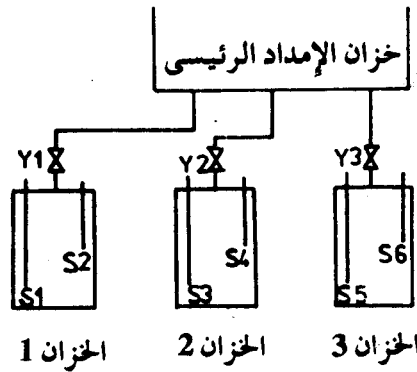 خزان الإمداد الرئيسى
Y1 Y2 Y3
S2 S4 S6
S1 S3 S5
الخزان 1 الخزان 2 الخزان 3